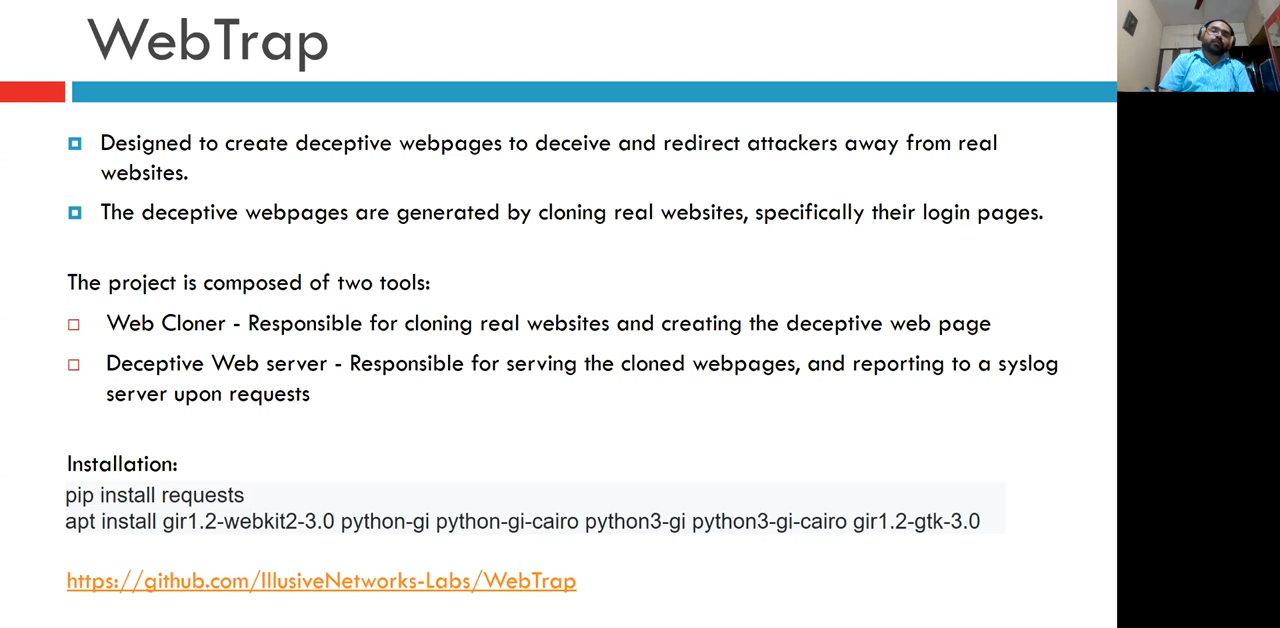 WebTrap
Designed to create deceptive webpages to deceive and redirect attackers away from real
websites.
The deceptive webpages are generated by cloning real websites, specifically their login pages.
The project is composed of two tools:
Web Cloner - Responsible for cloning real websites and creating the deceptive web page
Deceptive Web server - Responsible for serving the cloned webpages, and reporting to a syslog
server upon requests
Installation:
pip install requests
apt install gir1.2-webkit2-3.0 python-gi python-gi-cairo python3-gi python3-gi-cairo gir1.2-gtk-3.0
https://github.com/IllusiveNetworks-Labs/WebTrap